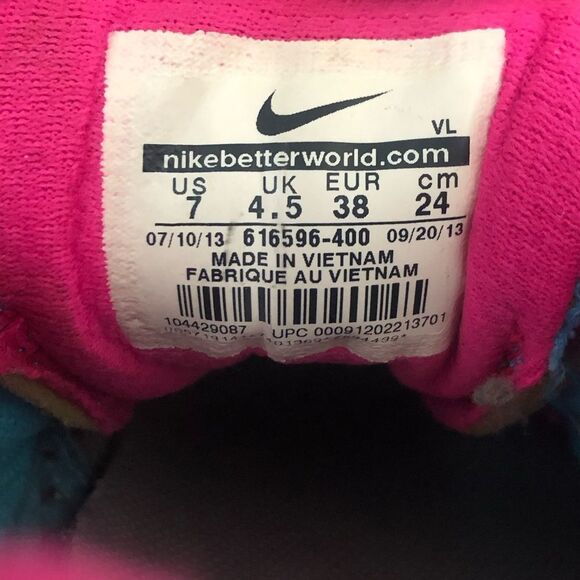 VL
nikebetterworld.com
US UK EUR cm
7 4.5 38 24
07/10/13 616596-400 09/20/13
MADE IN VIETNAM
FABRIQUE AU VIETNAM
104429087 UPC 00091202213701